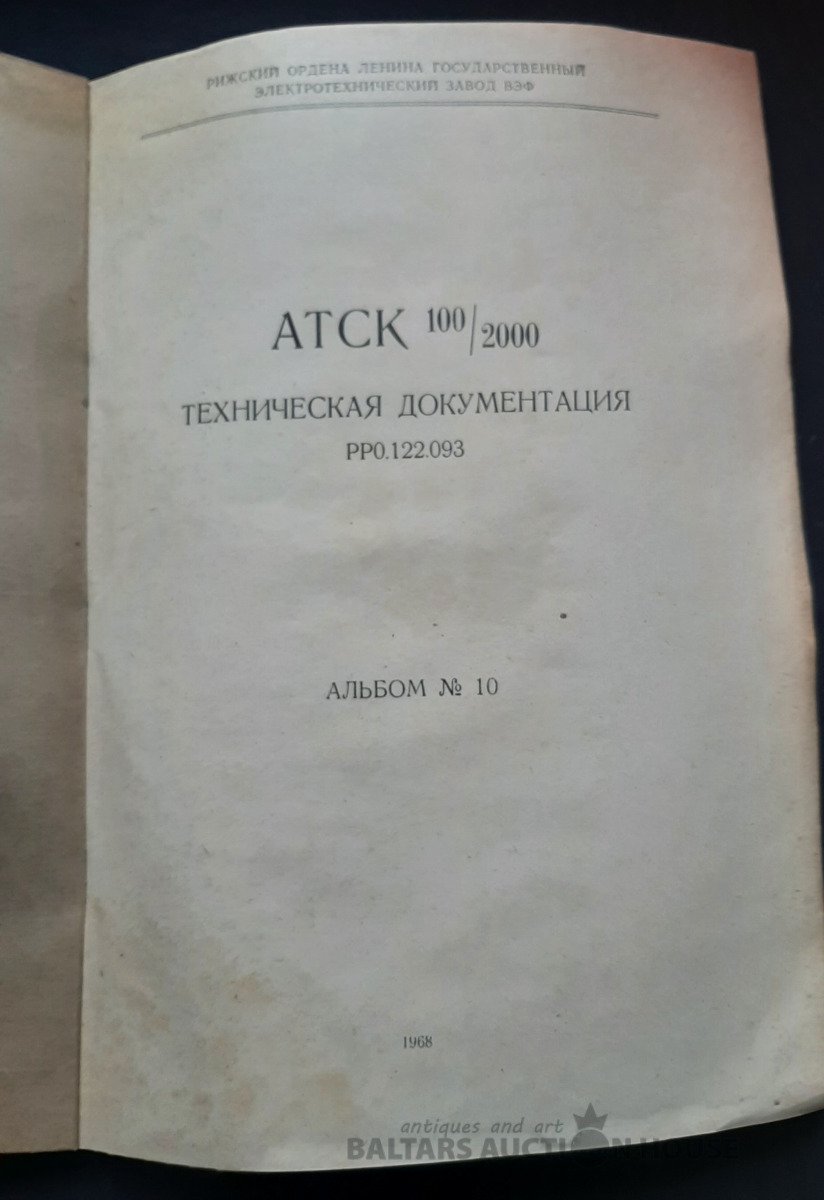 РИЖСКИЙ ОРДЕНА ЛЕНИНА ГОСУДАРСТВЕННЫЙ
ЭЛЕКТРОТЕХНИЧЕСКИЙ ЗАВОД ВЭФ
АТСК 100/2000
ТЕХНИЧЕСКАЯ ДОКУМЕНТАЦИЯ
РР0.122.093
АЛЬБОМ № 10
1968
antiques and art
BALTARS AUCTION HOUSE